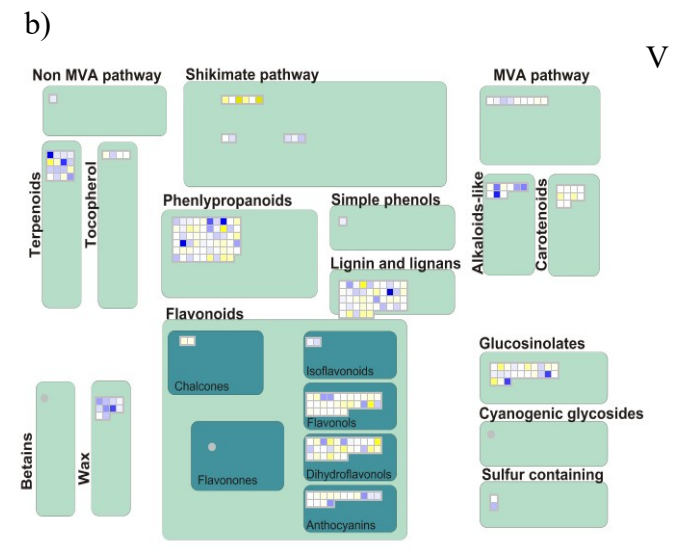 b)
V
Non MVA pathway
Shikimate pathway
MVA pathway
Terpenoids
Tocopherol
Phenlypropanoids
Simple phenols
Alkaloids-like
Carotenoids
Lignin and lignans
Flavonoids
Chalcones
Isoflavonoids
Flavonols
Flavonones
Dihydroflavonols
Anthocyanins
Betains
Wax
Glucosinolates
Cyanogenic glycosides
Sulfur containing